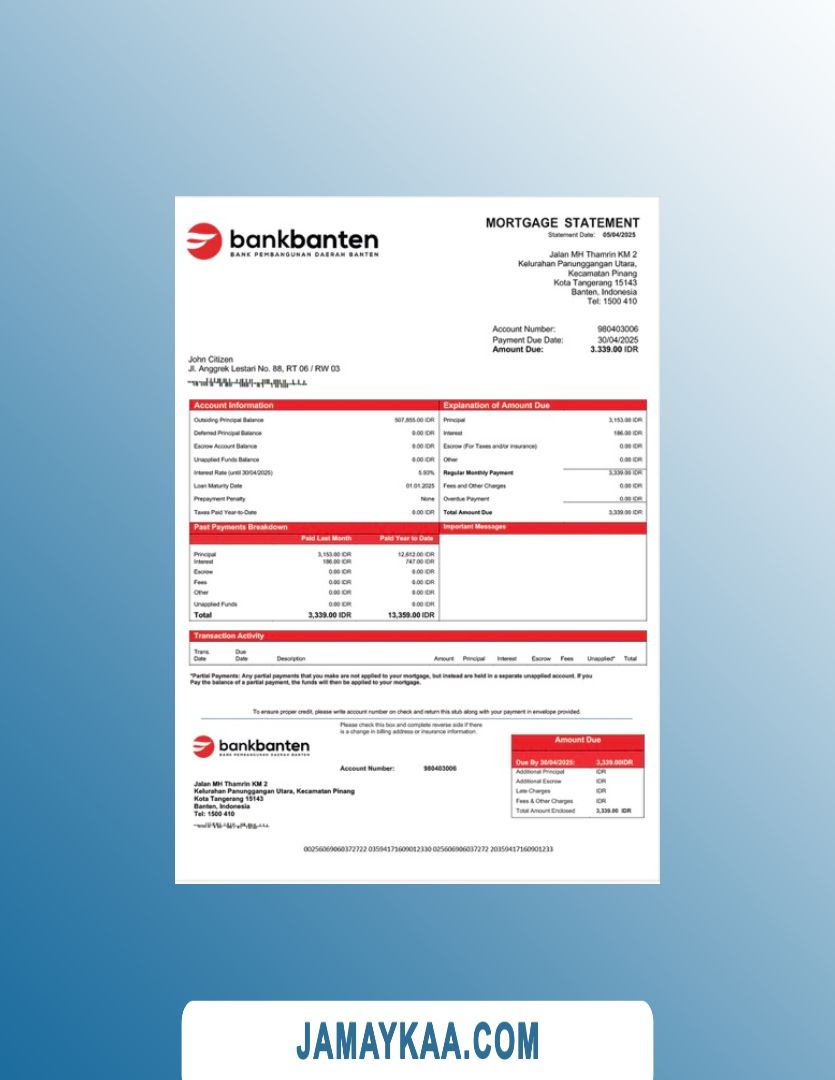 bankbanten
BANK PEMBANGUNAN DAERAH BANTEN
MORTGAGE STATEMENT
Statement Date: 05/04/2025
Jalan MH Thamrin KM 2
Kelurahan Panunggangan Utara,
Kecamatan Pinang
Kota Tangerang 15143
Banten, Indonesia
Tel: 1500 410
Account Number: 980403006
Payment Due Date: 30/04/2025
Amount Due: 3.339.00 IDR
John Citizen
Jl. Anggrek Lestari No. 88, RT 06 / RW 03
Account Information
Outsiding Principal Balance 507,855.00 IDR
Deferred Principal Balance 0.00 IDR
Escrow Account Balance 0.00 IDR
Unapplied Funds Balance 0.00 IDR
Interest Rate (until 30/04/2025) 5.93%
Loan Maturity Date 01.01.2025
Prepayment Penalty None
Taxes Paid Year-to-Date 0.00 IDR
Explanation of Amount Due
Principal 3,153.00 IDR
Interest 186.00 IDR
Escrow (For Taxes and/or insurance) 0.00 IDR
Other 0.00 IDR
Regular Monthly Payment 3,339.00 IDR
Fees and Other Charges 0.00 IDR
Overdue Payment 0.00 IDR
Total Amount Due 3,339.00 IDR
Past Payments Breakdown
Paid Last Month Paid Year to Date
Principal 3,153.00 IDR 12,612.00 IDR
Interest 186.00 IDR 747.00 IDR
Escrow 0.00 IDR 0.00 IDR
Fees 0.00 IDR 0.00 IDR
Other 0.00 IDR 0.00 IDR
Unapplied Funds 0.00 IDR 0.00 IDR
Total 3,339.00 IDR 13,359.00 IDR
Important Messages
Transaction Activity
Trans. Date Due Date Description Amount Principal Interest Escrow Fees Unapplied* Total
*Partial Payments: Any partial payments that you make are not applied to your mortgage, but instead are held in a separate unapplied account. If you
Pay the balance of a partial payment, the funds will then be applied to your mortgage.
To ensure proper credit, please write account number on check and return this stub along with your payment in envelope provided.
Please check this box and complete reverse side if there
is a change in billing address or insurance information.
bankbanten
BANK PEMBANGUNAN DAERAH BANTEN
Account Number: 980403006
Jalan MH Thamrin KM 2
Kelurahan Panunggangan Utara, Kecamatan Pinang
Kota Tangerang 15143
Banten, Indonesia
Tel: 1500 410
Amount Due
Due By 30/04/2025: 3,339.00IDR
Additional Principal IDR
Additional Escrow IDR
Late Charges IDR
Fees & Other Charges IDR
Total Amount Enclosed 3,339.00 IDR
00256069060372722 03594171609012330 025606906037272 20359417160901233
JAMAYKAA.COM